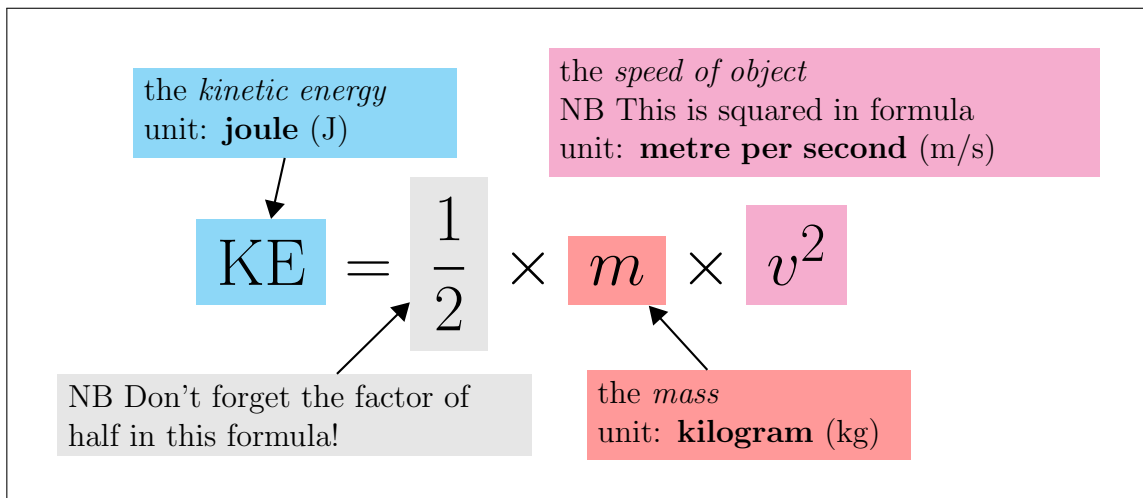 the kinetic energy
unit: joule (J)
the speed of object
NB This is squared in formula
unit: metre per second (m/s)
KE = 1/2 × m × v²
NB Don't forget the factor of
half in this formula!
the mass
unit: kilogram (kg)